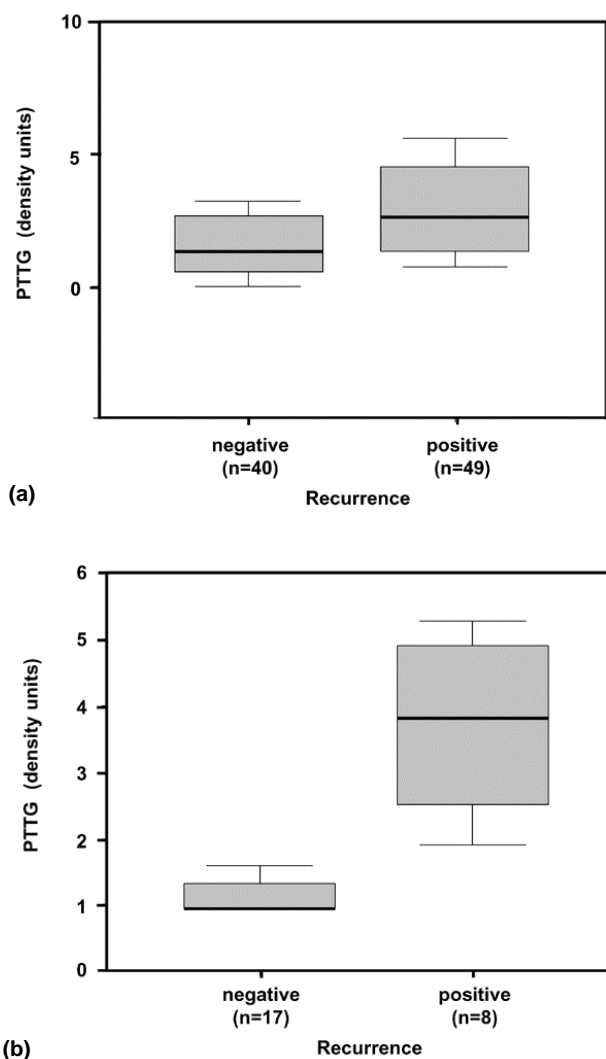 10
5
0
PTTG (density units)
negative
(n=40)
positive
(n=49)
Recurrence
(a)
6
5
4
3
2
1
0
PTTG (density units)
negative
(n=17)
positive
(n=8)
Recurrence
(b)